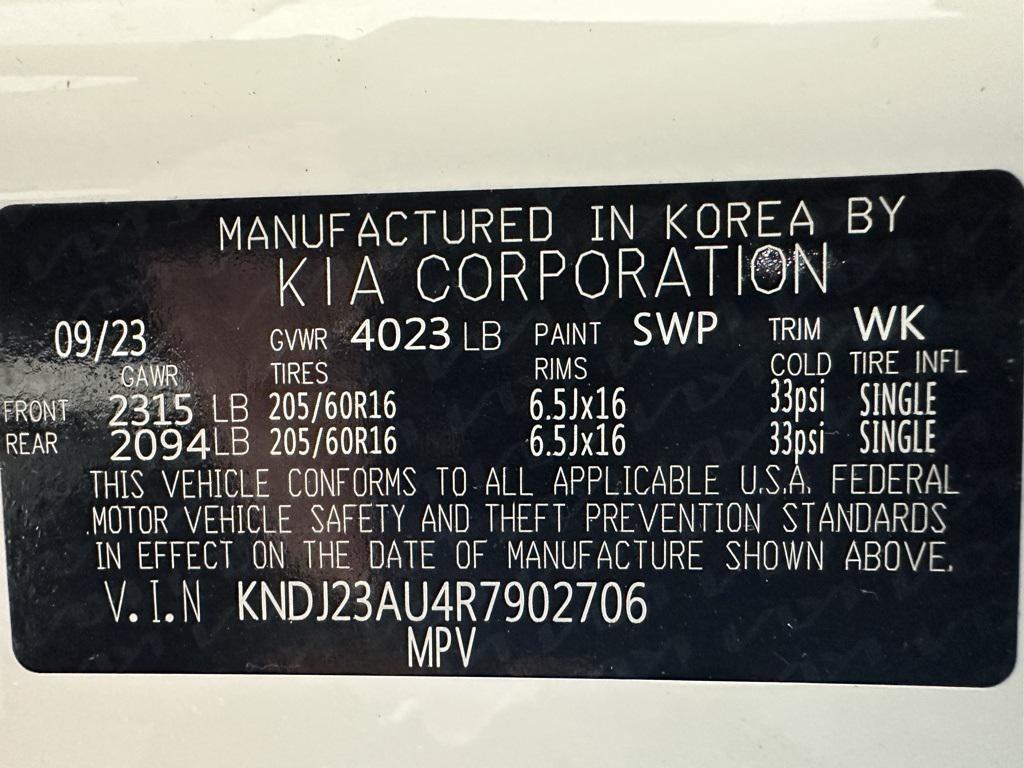 MANUFACTURED IN KOREA BY
KIA CORPORATION
09/23 GVWR 4023 LB PAINT SWP TRIM WK
GAWR TIRES RIMS COLD TIRE INFL
FRONT 2315 LB 205/60R16 6.5Jx16 33psi SINGLE
REAR 2094 LB 205/60R16 6.5Jx16 33psi SINGLE
THIS VEHICLE CONFORMS TO ALL APPLICABLE U.S.A. FEDERAL
MOTOR VEHICLE SAFETY AND THEFT PREVENTION STANDARDS
IN EFFECT ON THE DATE OF MANUFACTURE SHOWN ABOVE.
V.I.N KNDJ23AU4R7902706
MPV